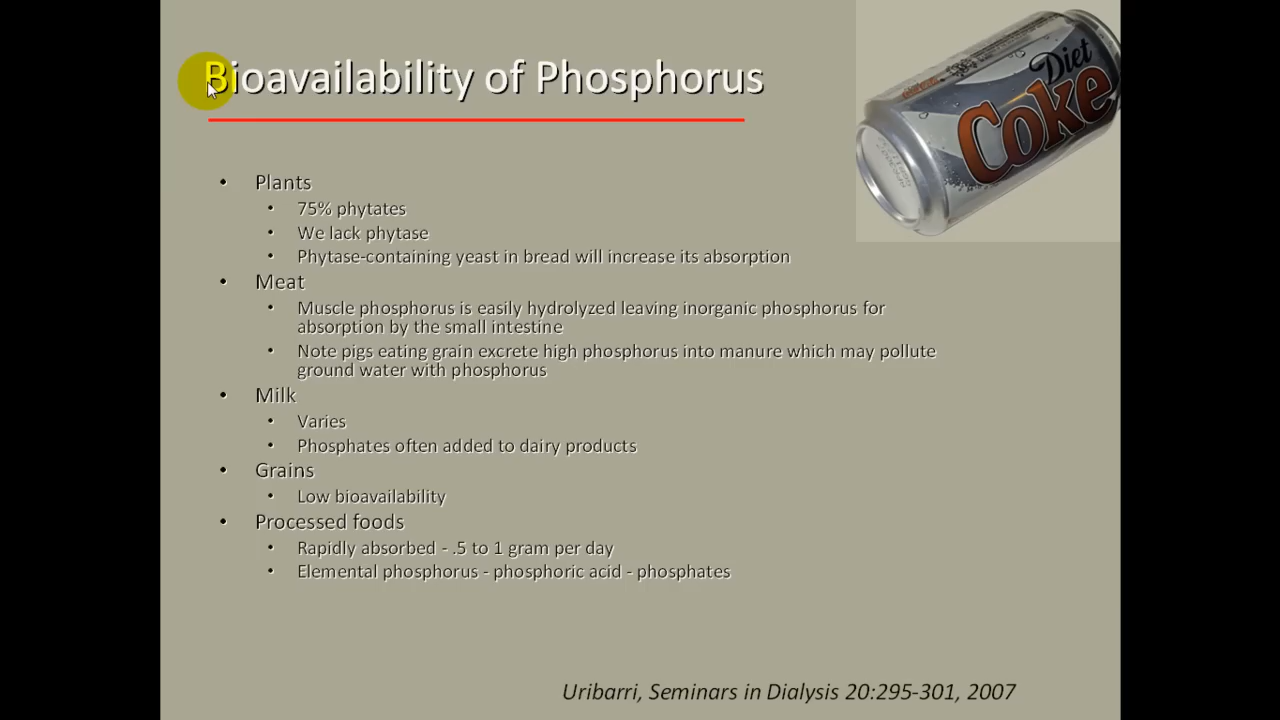 Bioavailability of Phosphorus
Diet
Coke
• Plants
• 75% phytates
• We lack phytase
• Phytase-containing yeast in bread will increase its absorption
• Meat
• Muscle phosphorus is easily hydrolyzed leaving inorganic phosphorus for
absorption by the small intestine
• Note pigs eating grain excrete high phosphorus into manure which may pollute
ground water with phosphorus
• Milk
• Varies
• Phosphates often added to dairy products
• Grains
• Low bioavailability
• Processed foods
• Rapidly absorbed - .5 to 1 gram per day
• Elemental phosphorus - phosphoric acid - phosphates
Uribarri, Seminars in Dialysis 20:295-301, 2007